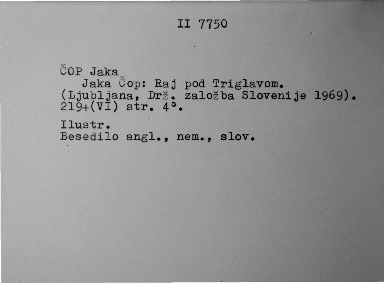 II 7750
ČOP Jaka
Jaka Čop: Raj pod Triglavom.
(Ljubljana, Drž. založba Slovenije 1969).
219+(VI) str. 4°.
Ilustr.
Besedilo angl., nem., slov.